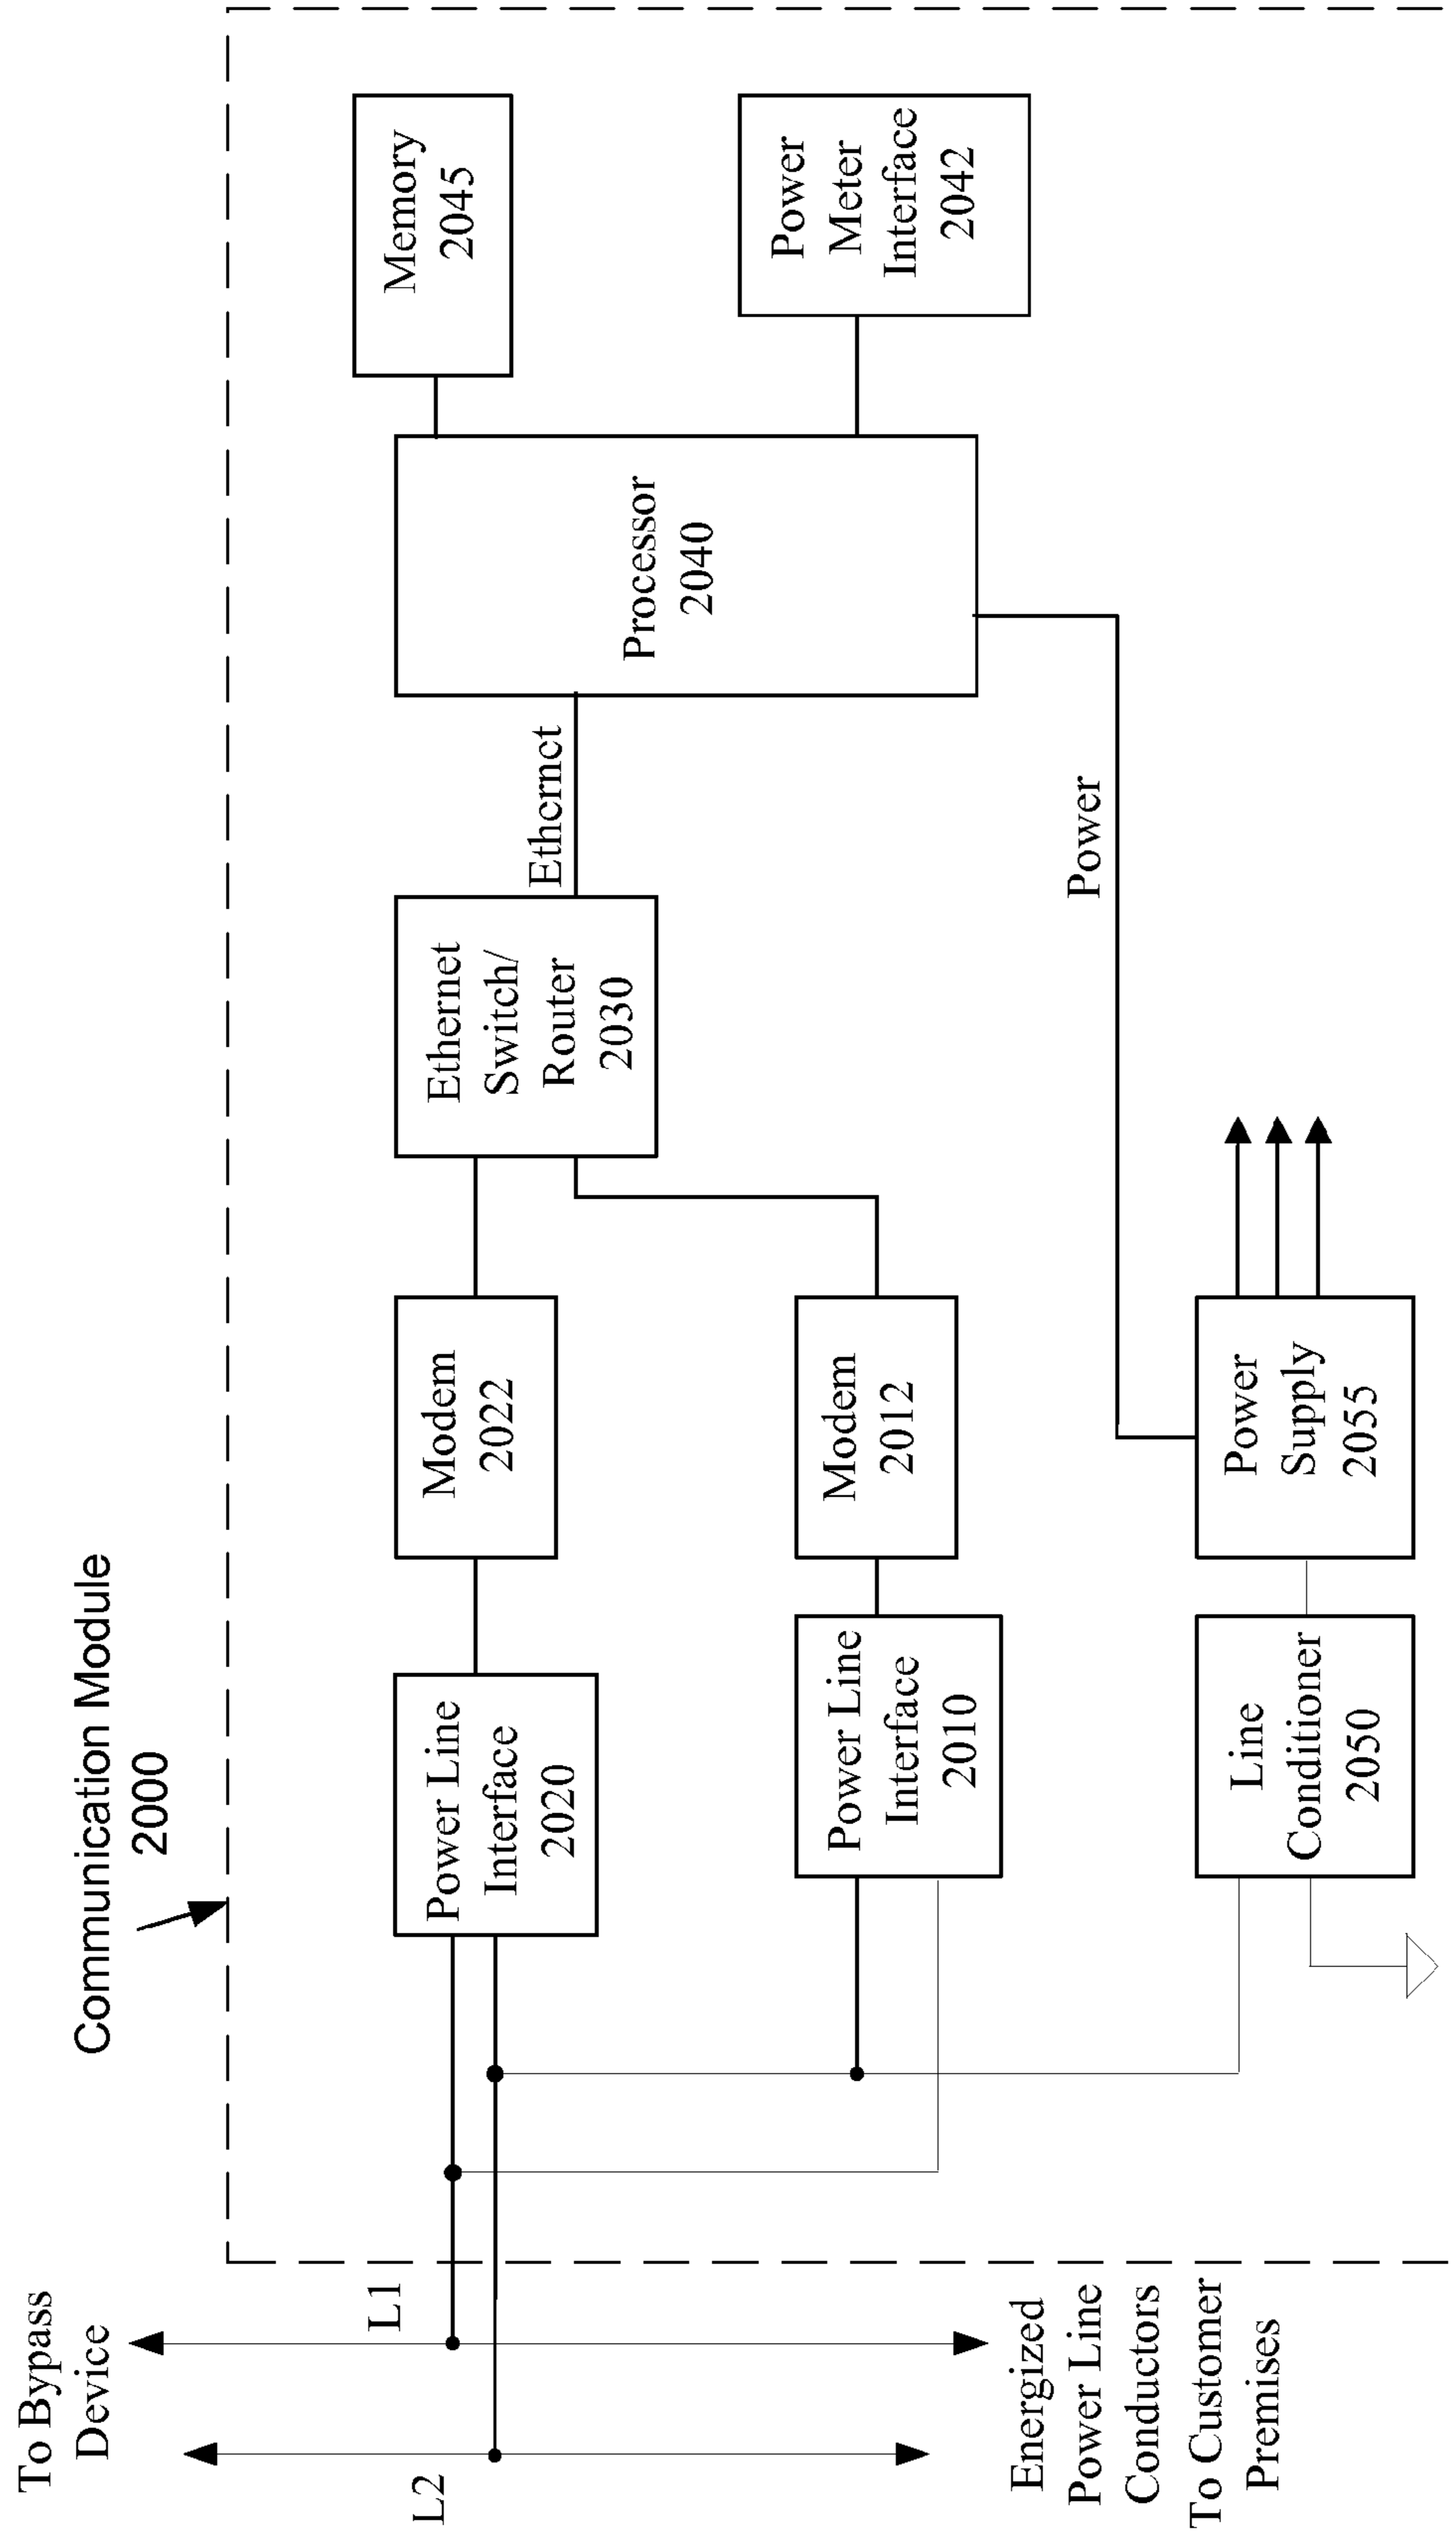 Communication Module
2000
To Bypass
Device
L1
L2
Energized
Power Line
Conductors
To Customer
Premises
Power Line
Interface
2020
Modem
2022
Ethernet
Switch/
Router
2030
Ethernet
Processor
2040
Memory
2045
Power
Meter
Interface
2042
Power Line
Interface
2010
Modem
2012
Power
Line
Conditioner
2050
Power
Supply
2055